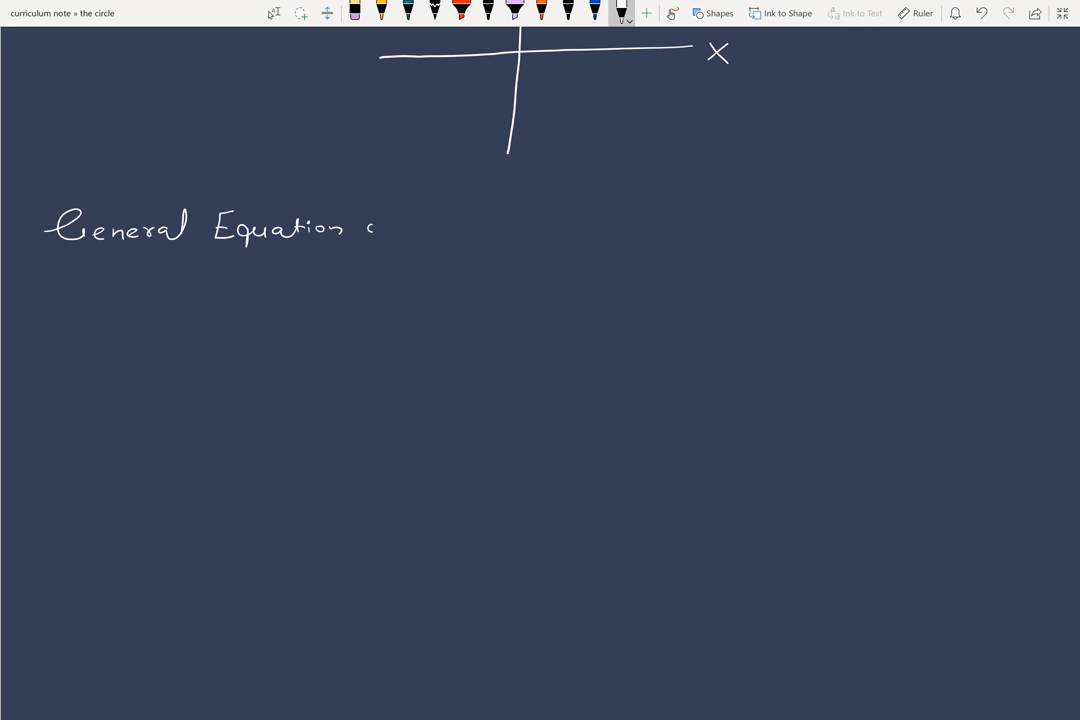 curriculum note » the circle
Shapes
Ink to Shape
Ink to Text
Ruler
X
General Equation